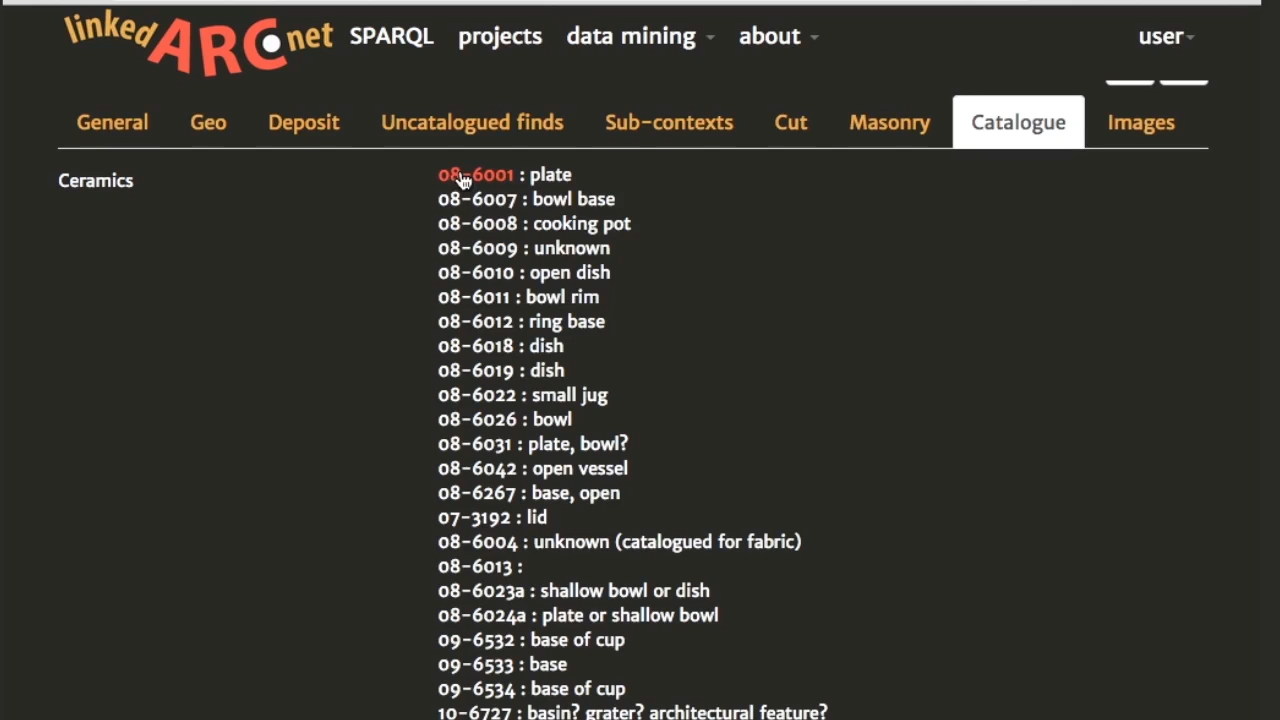 linkedARCnet SPARQL projects data mining about user
General Geo Deposit Uncatalogued finds Sub-contexts Cut Masonry Catalogue Images
Ceramics
08-6001 : plate
08-6007 : bowl base
08-6008 : cooking pot
08-6009 : unknown
08-6010 : open dish
08-6011 : bowl rim
08-6012 : ring base
08-6018 : dish
08-6019 : dish
08-6022 : small jug
08-6026 : bowl
08-6031 : plate, bowl?
08-6042 : open vessel
08-6267 : base, open
07-3192 : lid
08-6004 : unknown (catalogued for fabric)
08-6013 :
08-6023a : shallow bowl or dish
08-6024a : plate or shallow bowl
09-6532 : base of cup
09-6533 : base
09-6534 : base of cup
10-6727 : basin? grater? architectural feature?